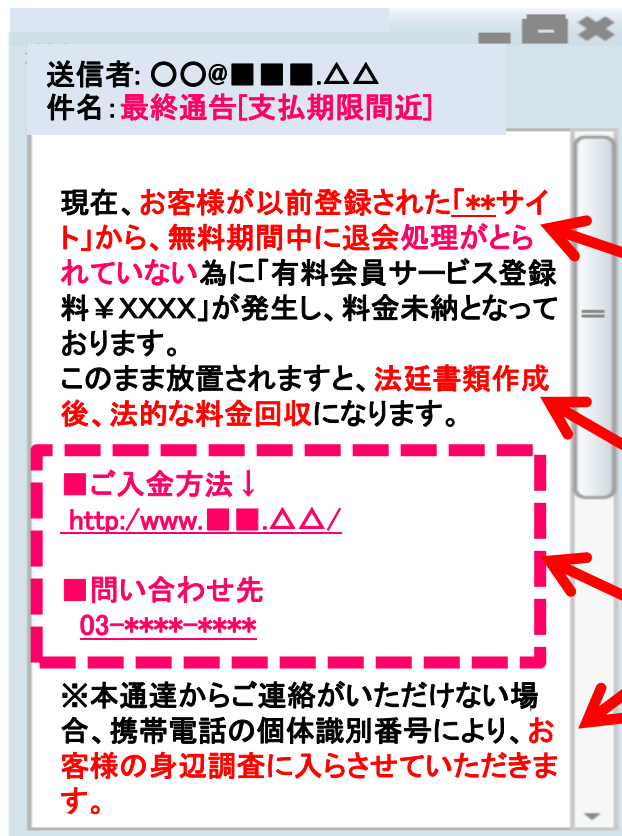 送信者: 〇〇@■■■.△△
件名:最終通告[支払期限間近]
現在、お客様が以前登録された「**サイ
ト」から、無料期間中に退会処理がとら
れていない為に「有料会員サービス登録
料￥XXXX」が発生し、料金未納となって
おります。
このまま放置されますと、法廷書類作成
後、法的な料金回収になります。
■ご入金方法↓
http:/www.■■.△△/
■問い合わせ先
03-****-****
※本通達からご連絡がいただけない場
合、携帯電話の個体識別番号により、お
客様の身辺調査に入らせていただきま
す。